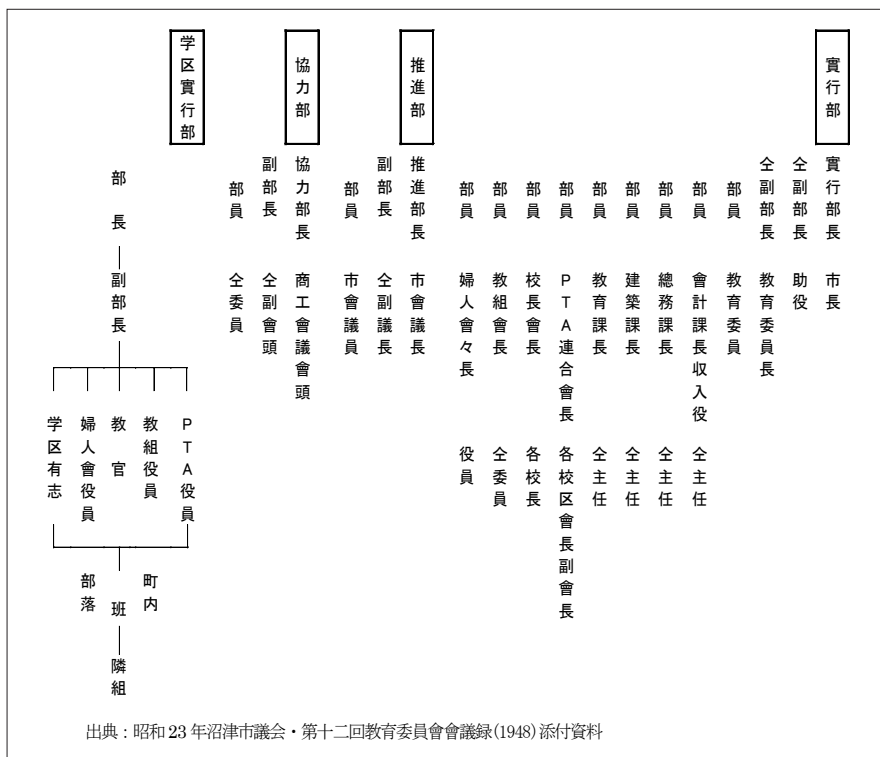 實行部
實行部長 市長
仝副部長 助役
仝副部長 教育委員長
部員 教育委員
部員 會計課長収入役 仝主任
部員 總務課長 仝主任
部員 建築課長 仝主任
部員 教育課長 仝主任
部員 PTA連合會長 各校区會長副會長
部員 校長會長 各校長
部員 教組會長 仝委員
部員 婦人會々長 役員
推進部
推進部長 市會議長
副部長 仝副議長
部員 市會議員
協力部
協力部長 商工會議會頭
副部長 仝副會頭
部員 仝委員
学区實行部
部長
副部長
PTA役員
教組役員
教官
婦人會役員
学区有志
町内
班
部落
隣組
出典：昭和23年沼津市議会・第十二回教育委員會會議録(1948)添付資料